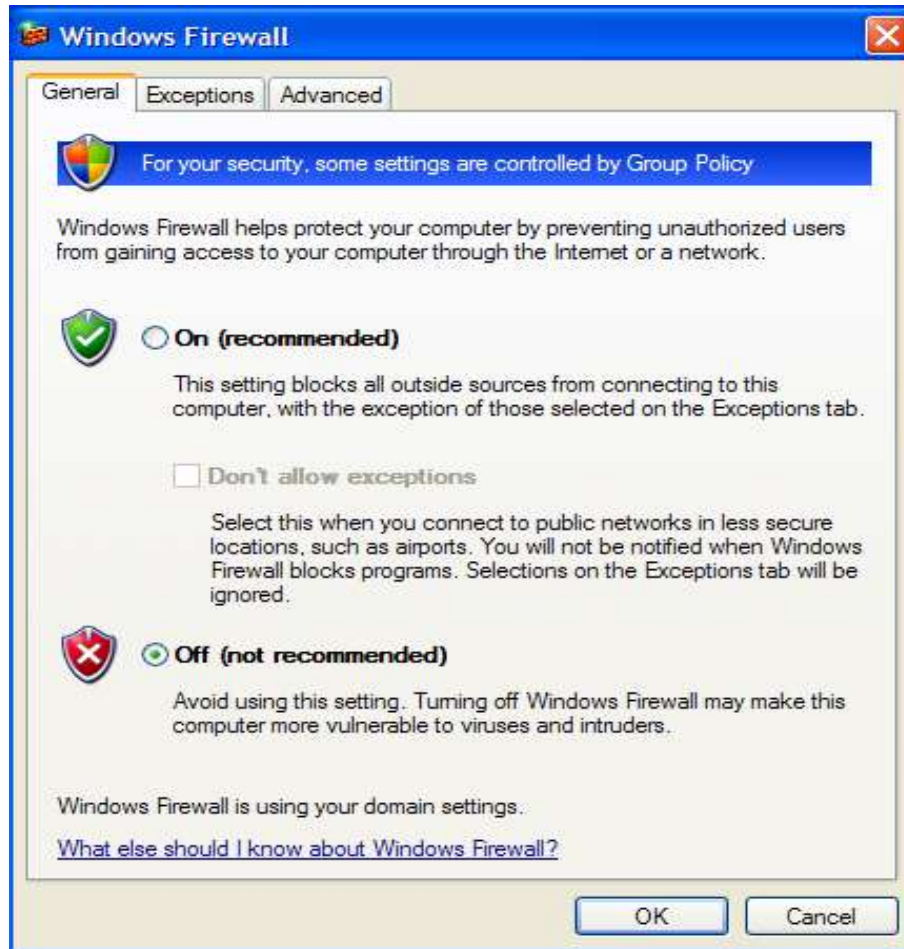 Windows Firewall
General Exceptions Advanced
For your security, some settings are controlled by Group Policy
Windows Firewall helps protect your computer by preventing unauthorized users
from gaining access to your computer through the Internet or a network.
On (recommended)
This setting blocks all outside sources from connecting to this
computer, with the exception of those selected on the Exceptions tab.
Don't allow exceptions
Select this when you connect to public networks in less secure
locations, such as airports. You will not be notified when Windows
Firewall blocks programs. Selections on the Exceptions tab will be
ignored.
Off (not recommended)
Avoid using this setting. Turning off Windows Firewall may make this
computer more vulnerable to viruses and intruders.
Windows Firewall is using your domain settings.
What else should I know about Windows Firewall?
OK Cancel